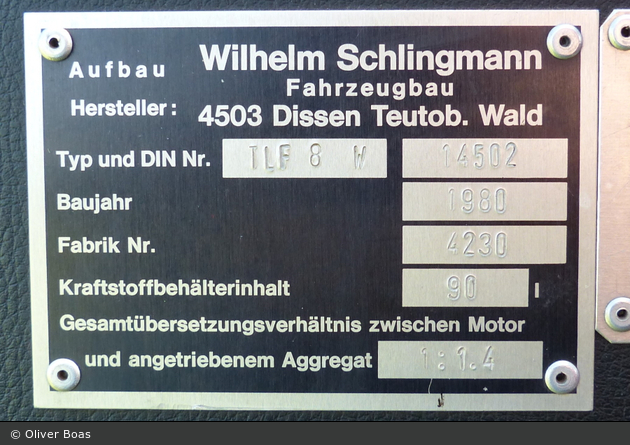 Aufbau Wilhelm Schlingmann
Fahrzeugbau
Hersteller: 4503 Dissen Teutob. Wald
Typ und DIN Nr. TLF 8 W 14502
Baujahr 1980
Fabrik Nr. 4230
Kraftstoffbehälterinhalt 90 l
Gesamtübersetzungsverhältnis zwischen Motor
und angetriebenem Aggregat 1:1.4
© Oliver Boas